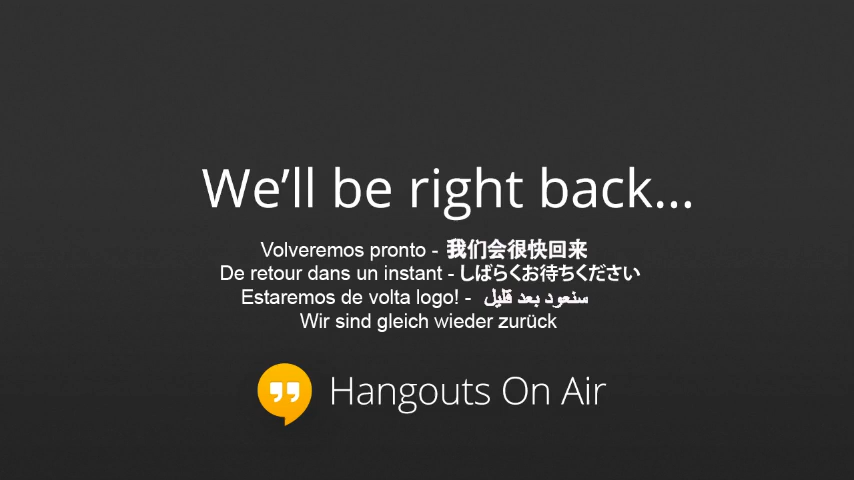 We'll be right back...
Volveremos pronto - 我们会很快回来
De retour dans un instant - しばらくお待ちください
Estaremos de volta logo! - سنعود بعد قليل
Wir sind gleich wieder zurück
Hangouts On Air